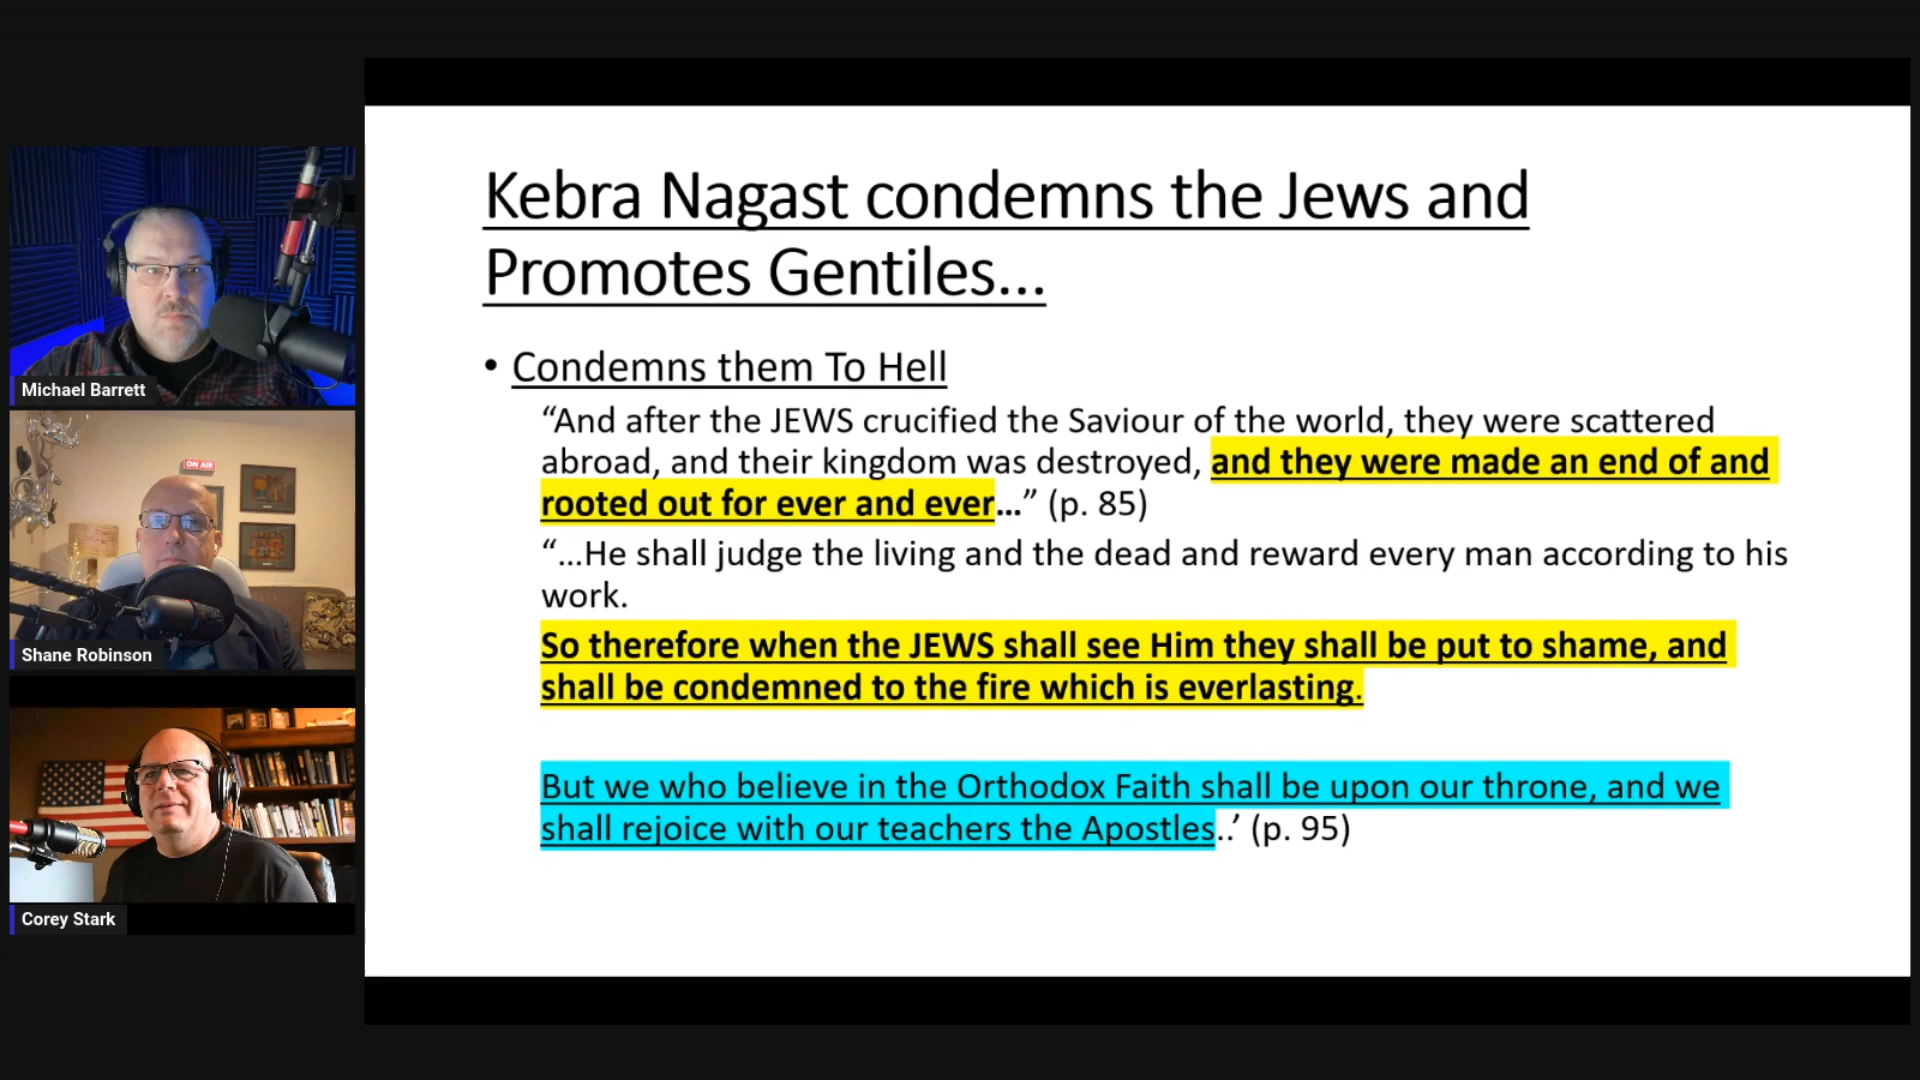 Kebra Nagast condemns the Jews and
Promotes Gentiles...
• Condemns them To Hell
“And after the JEWS crucified the Saviour of the world, they were scattered
abroad, and their kingdom was destroyed, and they were made an end of and
rooted out for ever and ever...” (p. 85)
“...He shall judge the living and the dead and reward every man according to his
work.
So therefore when the JEWS shall see Him they shall be put to shame, and
shall be condemned to the fire which is everlasting.
But we who believe in the Orthodox Faith shall be upon our throne, and we
shall rejoice with our teachers the Apostles..’ (p. 95)
Michael Barrett
ON AIR
Shane Robinson
Corey Stark